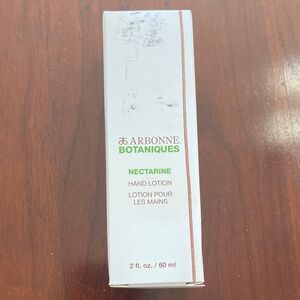 ARBONNE.
BOTANIQUES
NECTARINE
HAND LOTION
LOTION POUR
LES MAINS
2 fl. oz. / 60 ml